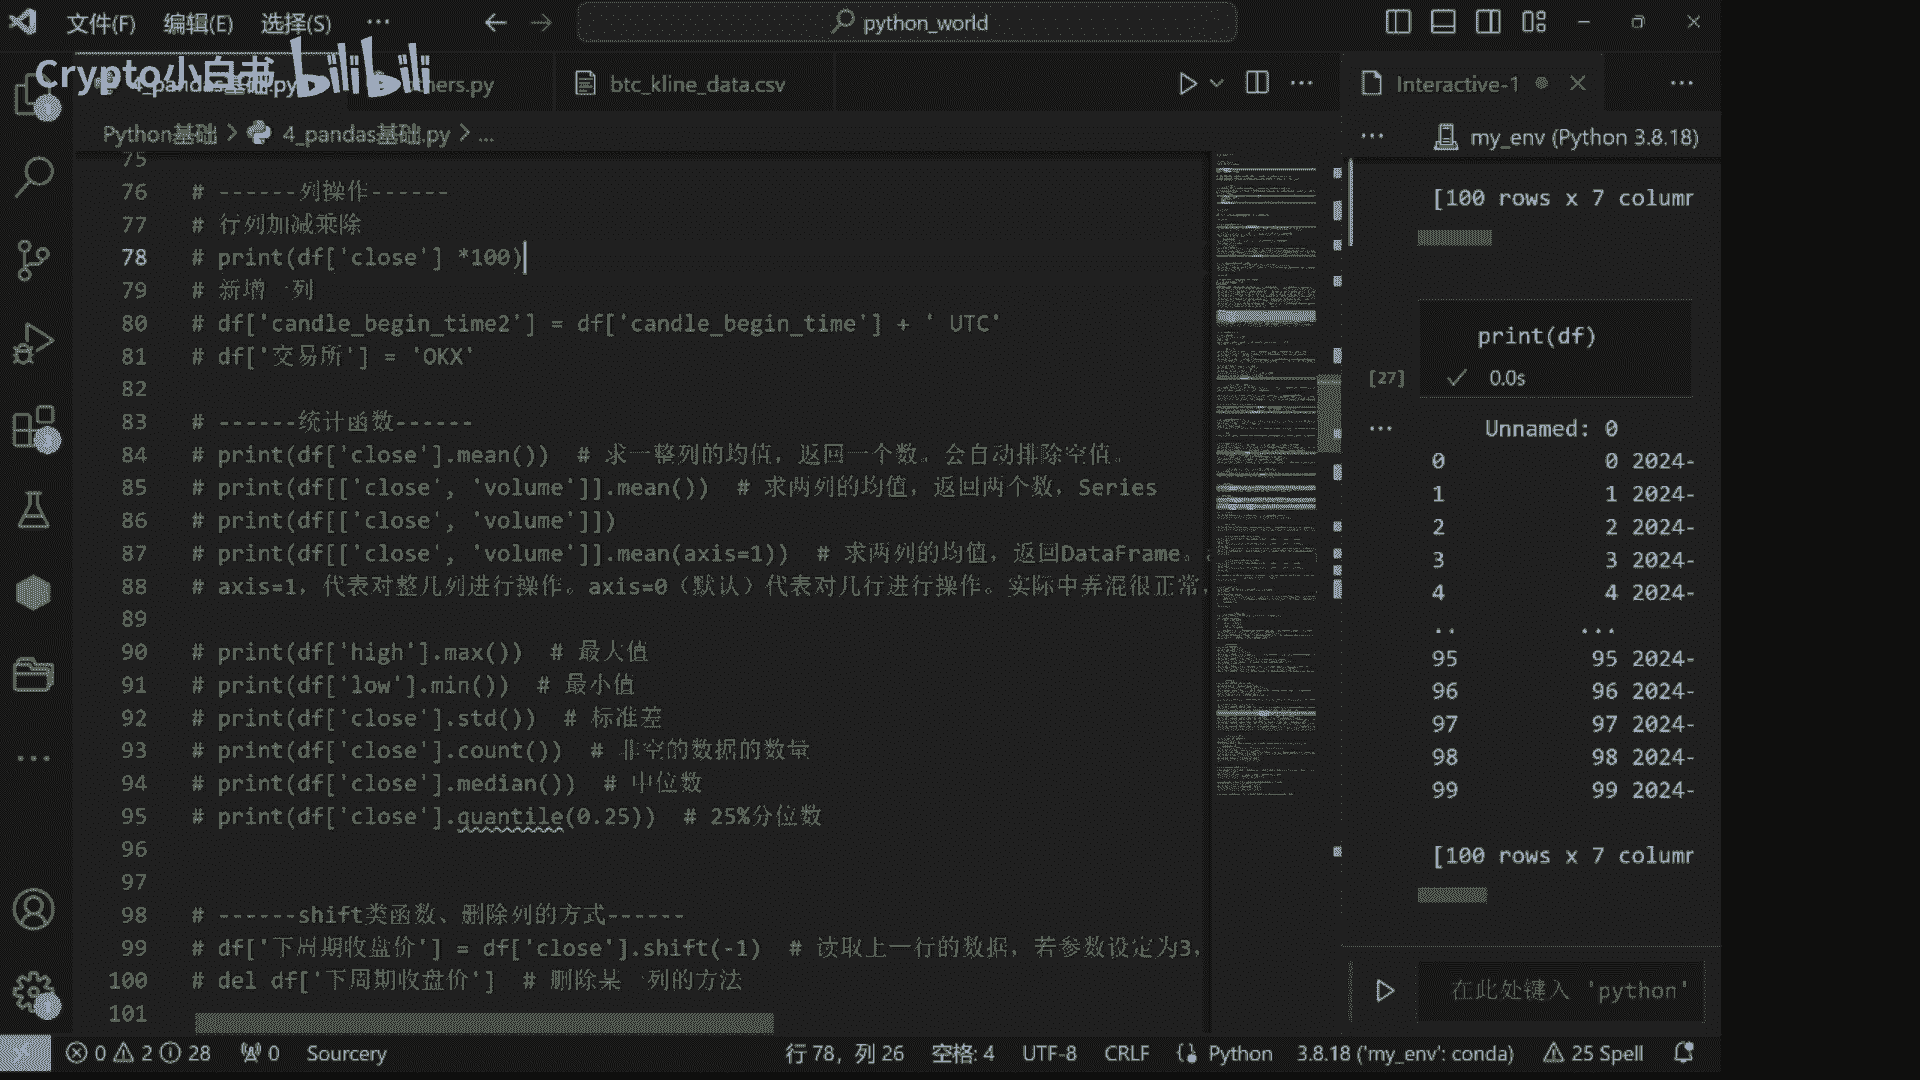 文件(F) 编辑(E) 选择(S) ··· python_world
Crypto小白书 bilibili
4_pandas基础.py hers.py btc_kline_data.csv Interactive-1
Python基础 > 4_pandas基础.py > ...
my_env (Python 3.8.18)
75
76 # ------列操作------
77 # 行列加减乘除
78 # print(df['close'] *100)
79 # 新增一列
80 # df['candle_begin_time2'] = df['candle_begin_time'] + ' UTC'
81 # df['交易所'] = 'OKX'
82
83 # ------统计函数------
84 # print(df['close'].mean())  # 求一整列的均值，返回一个数。会自动排除空值。
85 # print(df[['close', 'volume']].mean())  # 求两列的均值，返回两个数，Series
86 # print(df[['close', 'volume']])
87 # print(df[['close', 'volume']].mean(axis=1))  # 求两列的均值，返回DataFrame。a
88 # axis=1，代表对整几列进行操作。axis=0（默认）代表对几行进行操作。实际中弄混很正常，
89
90 # print(df['high'].max())  # 最大值
91 # print(df['low'].min())  # 最小值
92 # print(df['close'].std())  # 标准差
93 # print(df['close'].count())  # 非空的数据的数量
94 # print(df['close'].median())  # 中位数
95 # print(df['close'].quantile(0.25))  # 25%分位数
96
97
98 # ------shift类函数、删除列的方式------
99 # df['下周期收盘价'] = df['close'].shift(-1)  # 读取上一行的数据，若参数设定为3，
100 # del df['下周期收盘价']  # 删除某一列的方法
101
[100 rows x 7 column
print(df)
[27] 0.0s
Unnamed: 0
0 0 2024-
1 1 2024-
2 2 2024-
3 3 2024-
4 4 2024-
.. ...
95 95 2024-
96 96 2024-
97 97 2024-
98 98 2024-
99 99 2024-
[100 rows x 7 column
在此处键入 'python'
0 2 28 0 Sourcery 行 78，列 26 空格: 4 UTF-8 CRLF Python 3.8.18 ('my_env': conda) 25 Spell